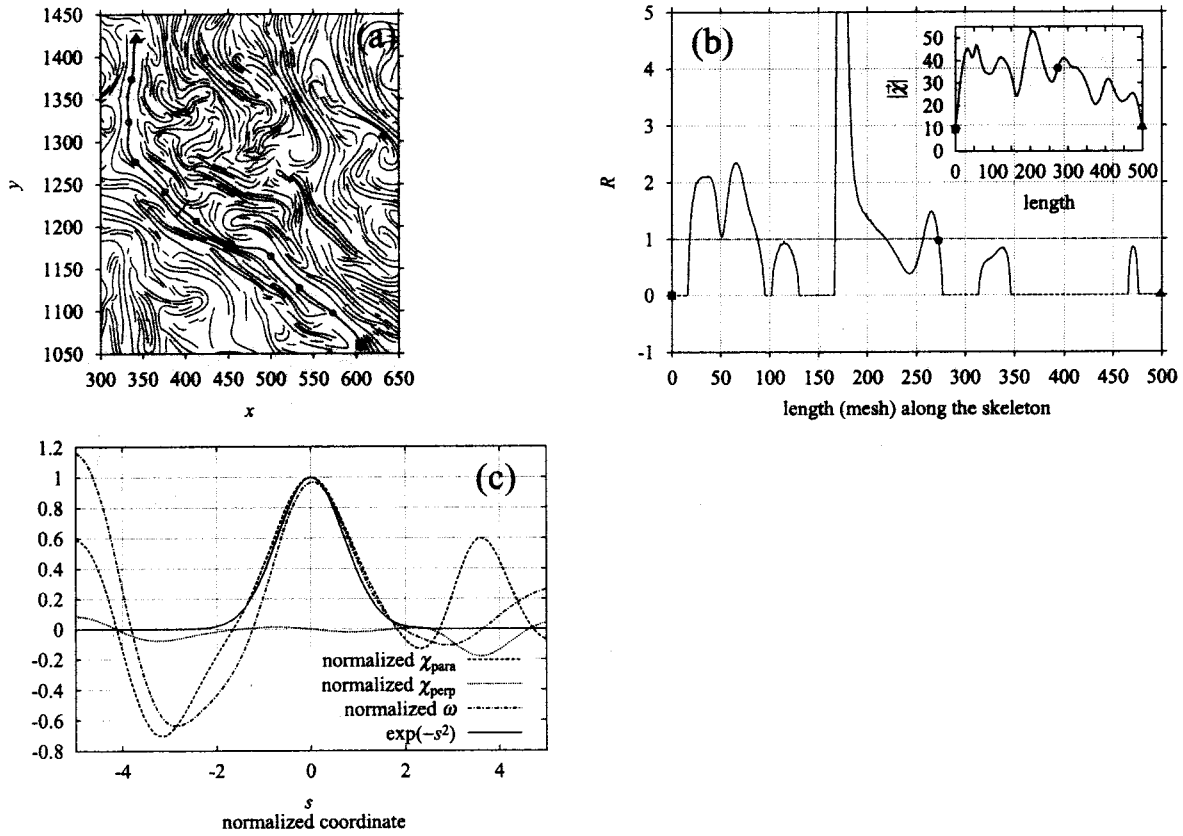 1450
1400
1350
1300
1250
1200
1150
1100
1050
y
(a)
300 350 400 450 500 550 600 650
x
5
4
3
2
1
0
-1
R
(b)
50
40
30
20
10
0
|χ̃|
0 100 200 300 400 500
length
0 50 100 150 200 250 300 350 400 450 500
length (mesh) along the skeleton
1.2
1
0.8
0.6
0.4
0.2
0
-0.2
-0.4
-0.6
-0.8
(c)
normalized χpara
normalized χperp
normalized ω
exp(−s²)
-4 -2 0 2 4
s
normalized coordinate